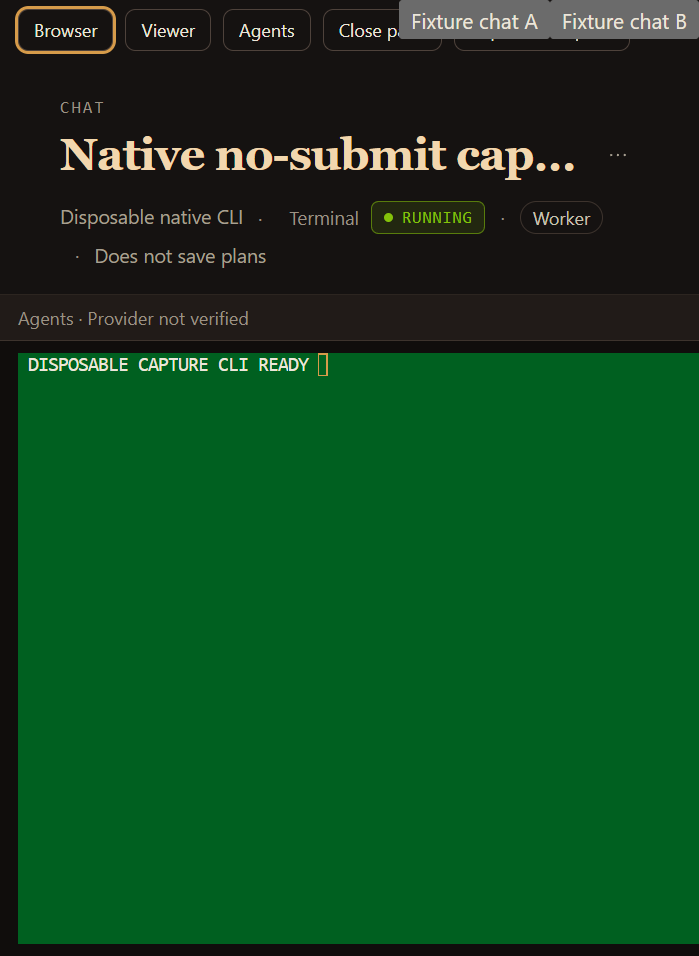 Browser Viewer Agents Close Fixture chat A Fixture chat B
CHAT
Native no-submit cap...
Disposable native CLI · Terminal RUNNING · Worker
· Does not save plans
Agents · Provider not verified
DISPOSABLE CAPTURE CLI READY